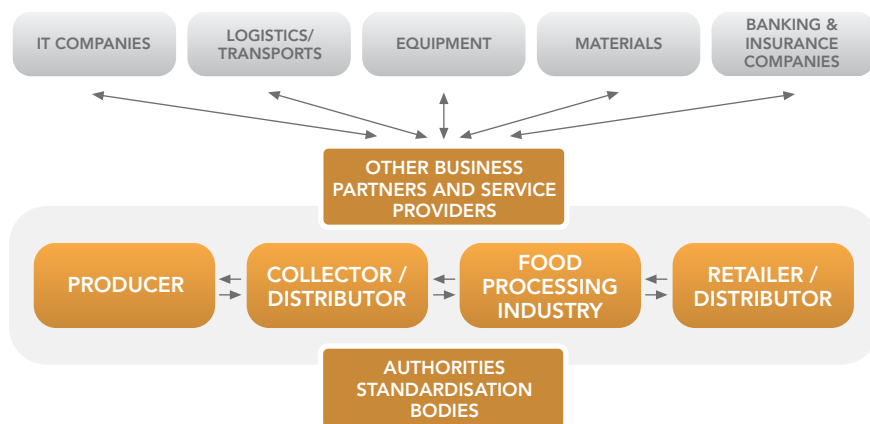 IT COMPANIES
LOGISTICS/
TRANSPORTS
EQUIPMENT
MATERIALS
BANKING &
INSURANCE
COMPANIES
OTHER BUSINESS
PARTNERS AND SERVICE
PROVIDERS
PRODUCER
COLLECTOR /
DISTRIBUTOR
FOOD
PROCESSING
INDUSTRY
RETAILER /
DISTRIBUTOR
AUTHORITIES
STANDARDISATION
BODIES